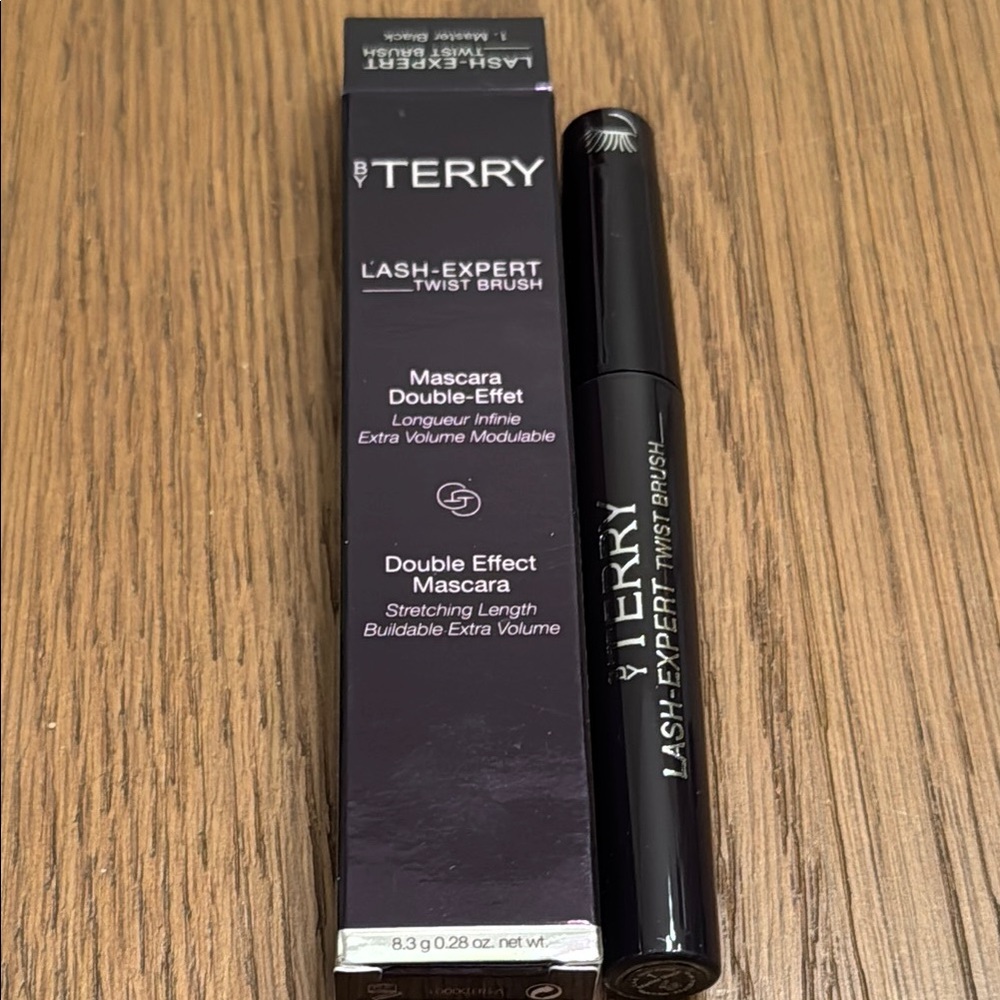 1. Master Black
TWIST BRUSH
LASH-EXPERT
BY TERRY
LASH-EXPERT
TWIST BRUSH
Mascara
Double-Effet
Longueur Infinie
Extra Volume Modulable
Double Effect
Mascara
Stretching Length
Buildable Extra Volume
8.3 g 0.28 oz. net wt.
BY TERRY
LASH-EXPERT TWIST BRUSH